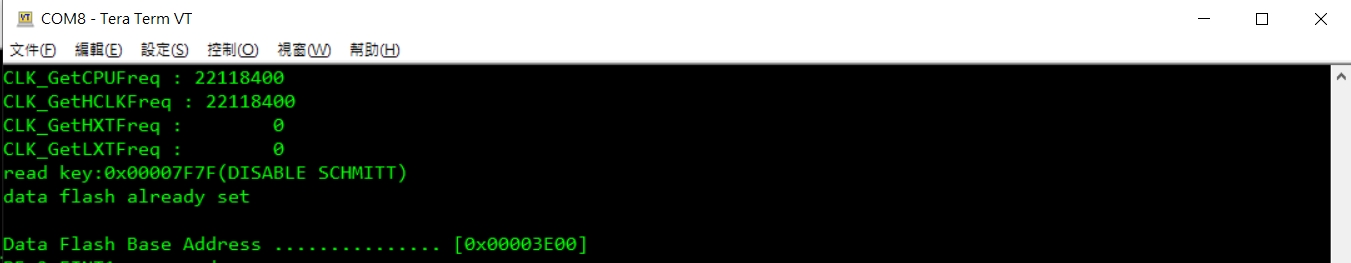 COM8 - Tera Term VT
文件(F) 編輯(E) 設定(S) 控制(O) 視窗(W) 幫助(H)
CLK_GetCPUFreq : 22118400
CLK_GetHCLKFreq : 22118400
CLK_GetHXTFreq :        0
CLK_GetLXTFreq :        0
read key:0x00007F7F(DISABLE SCHMITT)
data flash already set
Data Flash Base Address ............... [0x00003E00]